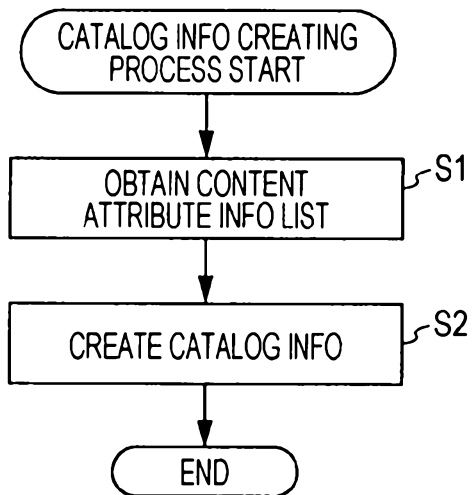 CATALOG INFO CREATING
PROCESS START
OBTAIN CONTENT
ATTRIBUTE INFO LIST
S1
CREATE CATALOG INFO
S2
END